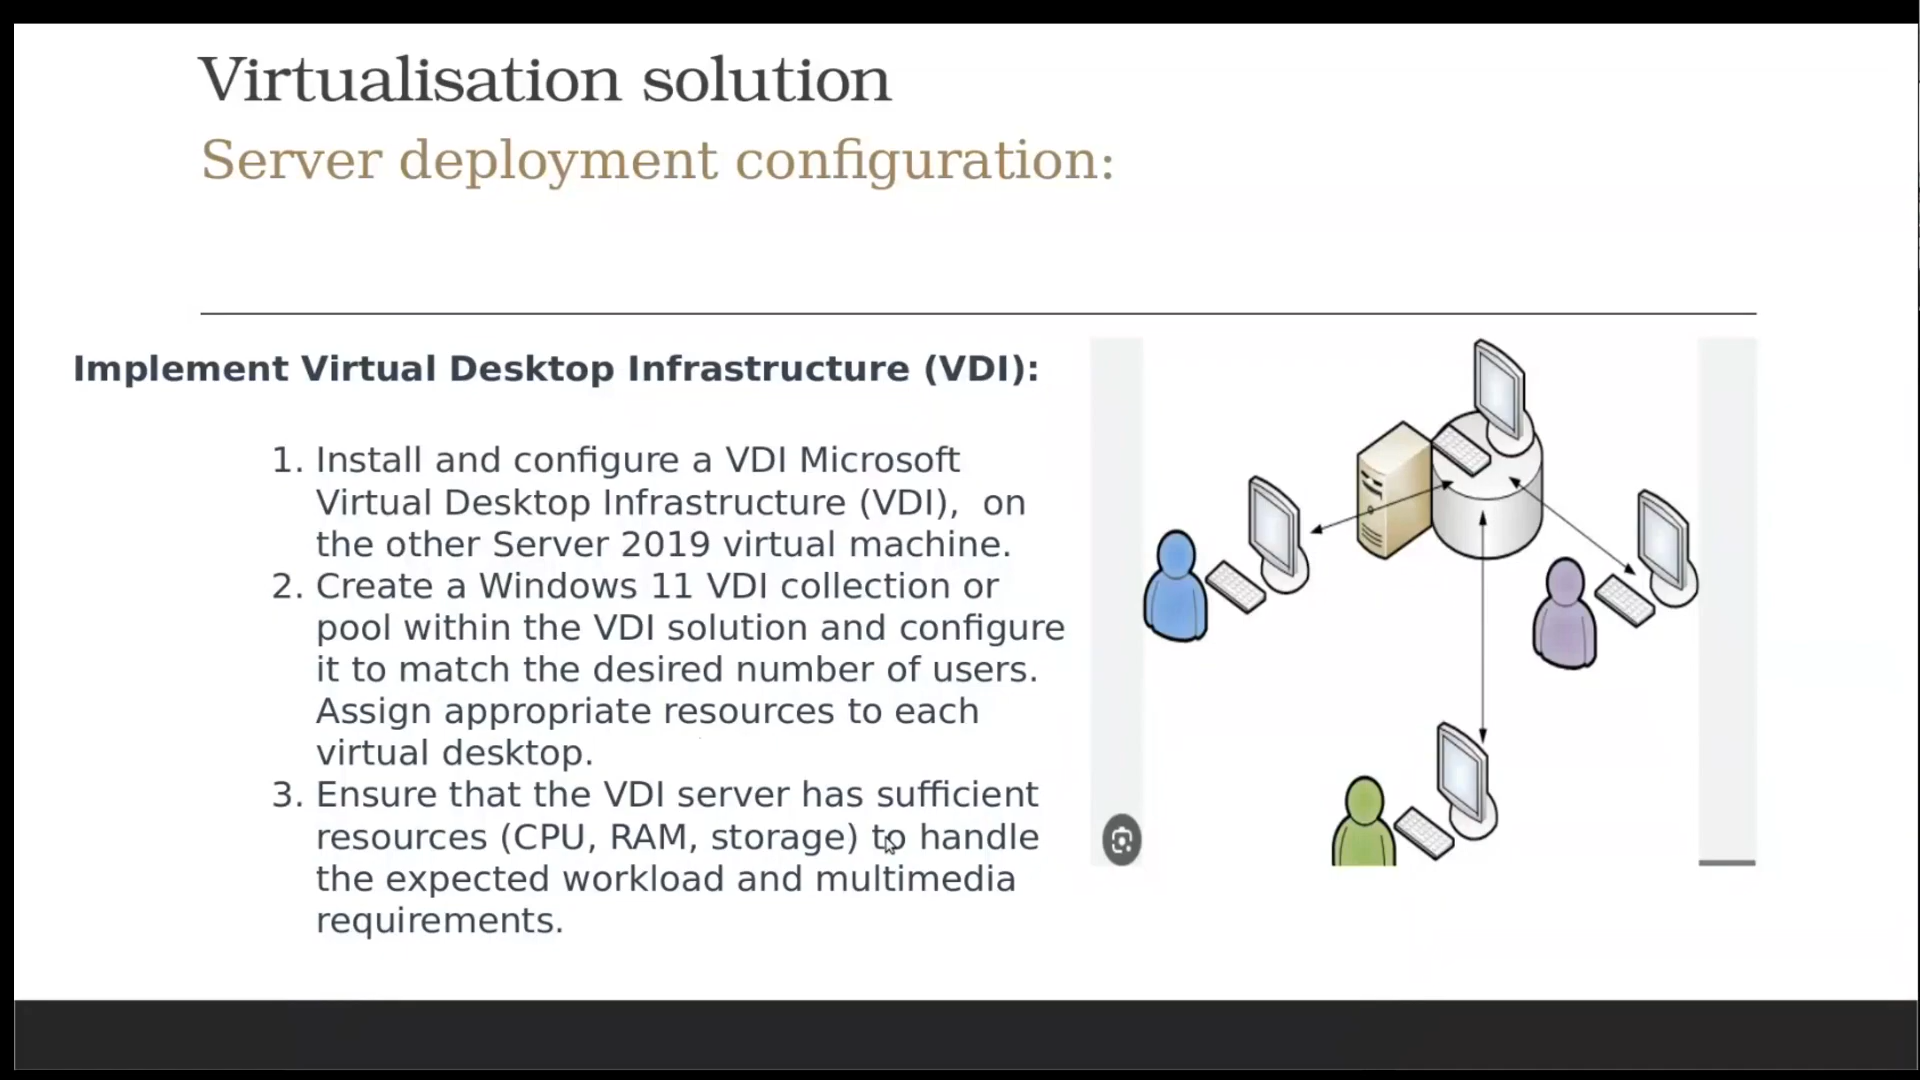 Virtualisation solution
Server deployment configuration:
Implement Virtual Desktop Infrastructure (VDI):
1. Install and configure a VDI Microsoft
Virtual Desktop Infrastructure (VDI),  on
the other Server 2019 virtual machine.
2. Create a Windows 11 VDI collection or
pool within the VDI solution and configure
it to match the desired number of users.
Assign appropriate resources to each
virtual desktop.
3. Ensure that the VDI server has sufficient
resources (CPU, RAM, storage) to handle
the expected workload and multimedia
requirements.